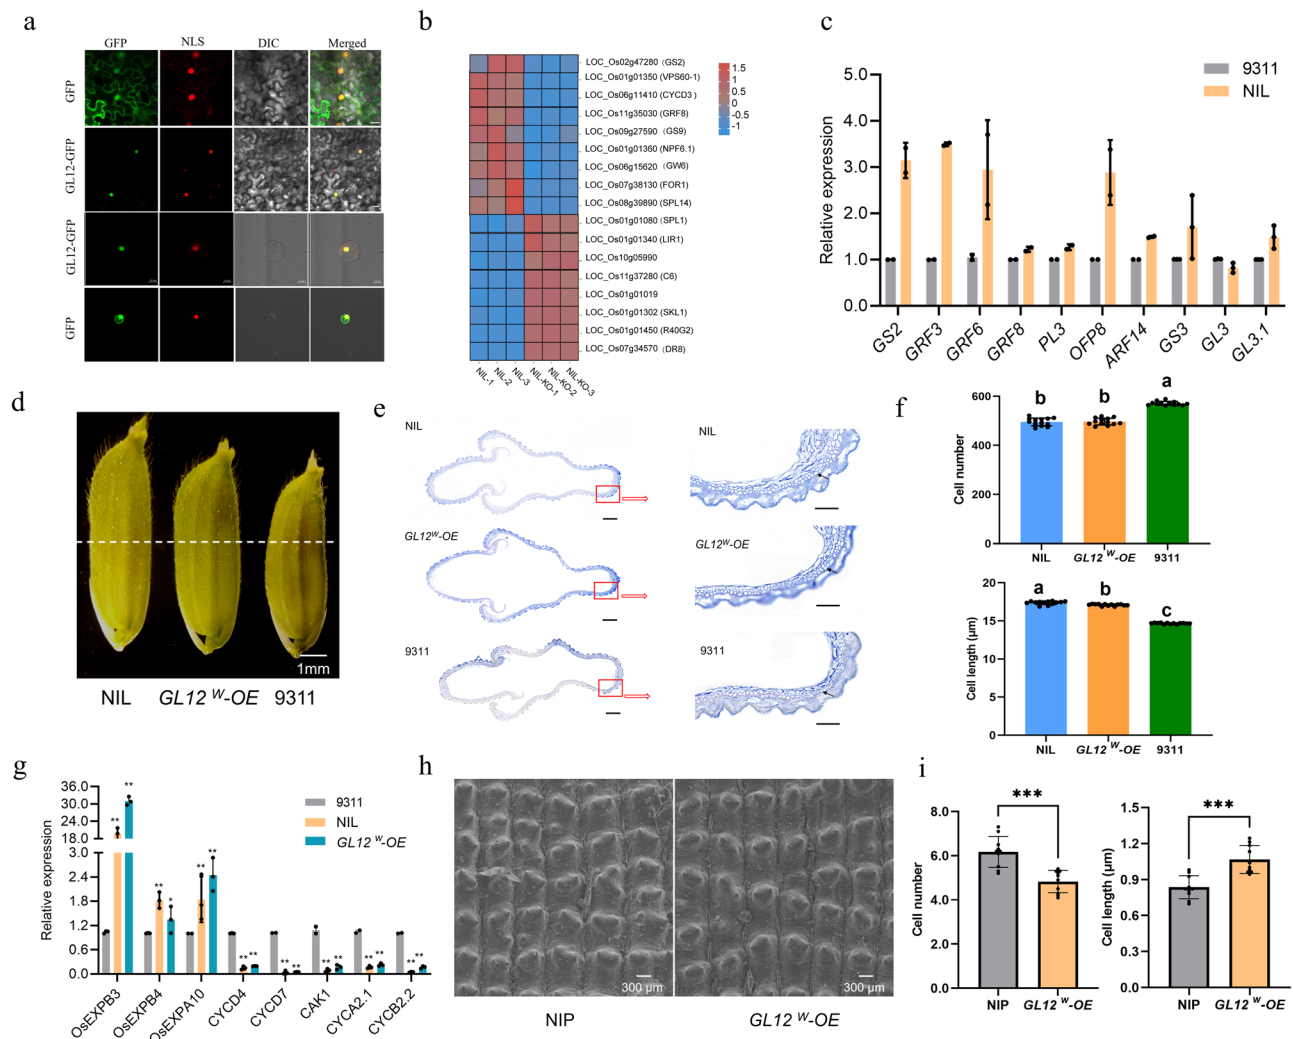 a
GFP NLS DIC Merged
GFP
GL12-GFP
GL12-GFP
GFP
b
LOC_Os02g47280 (GS2)
LOC_Os01g01350 (VPS60-1)
LOC_Os06g11410 (CYCD3 )
LOC_Os11g35030 (GRF8)
LOC_Os09g27590 (GS9)
LOC_Os01g01360 (NPF6.1)
LOC_Os06g15620 (GW6)
LOC_Os07g38130 (FOR1)
LOC_Os08g39890 (SPL14)
LOC_Os01g01080 (SPL1)
LOC_Os01g01340 (LIR1)
LOC_Os10g05990
LOC_Os11g37280 (C6)
LOC_Os01g01019
LOC_Os01g01302 (SKL1)
LOC_Os01g01450 (R40G2)
LOC_Os07g34570 (DR8)
NIL-1 NIL-2 NIL-3 NIL-KO-1 NIL-KO-2 NIL-KO-3
1.5
1
0.5
0
-0.5
-1
c
9311
NIL
Relative expression
5.0
4.0
3.0
2.0
1.0
0.0
GS2 GRF3 GRF6 GRF8 PL3 OFP8 ARF14 GS3 GL3 GL3.1
d
1mm
NIL GL12 W-OE 9311
e
NIL
NIL
GL12W-OE
GL12W-OE
9311
9311
f
Cell number
600
400
200
0
b b a
NIL GL12 W-OE 9311
Cell length (μm)
20
15
10
5
0
a b c
NIL GL12 W-OE 9311
g
Relative expression
36.0
30.0
24.0
18.0
3.0
2.4
1.8
1.2
0.6
0.0
9311
NIL
GL12 W-OE
** **
** *
** **
** **
** **
** **
** **
** **
OsEXPB3 OsEXPB4 OsEXPA10 CYCD4 CYCD7 CAK1 CYCA2.1 CYCB2.2
h
300 μm 300 μm
NIP GL12 W-OE
i
Cell number
8.0
6.0
4.0
2.0
0.0
***
NIP GL12 W-OE
Cell length (μm)
1.5
1.2
0.9
0.6
0.3
0.0
***
NIP GL12 W-OE